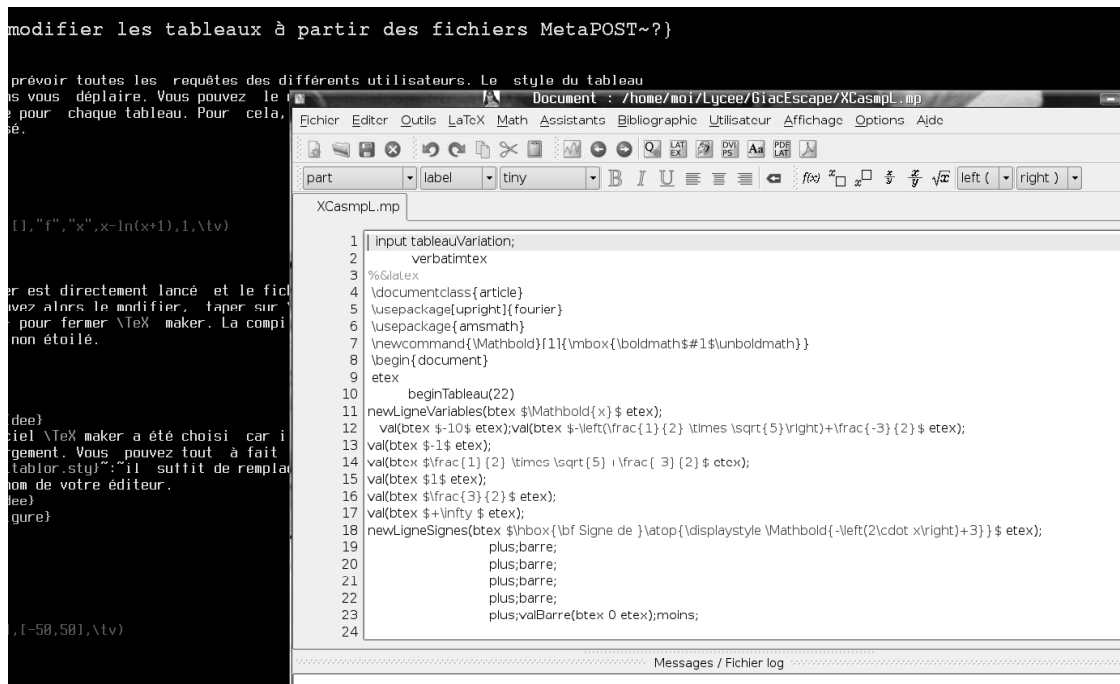 modifier les tableaux à partir des fichiers MetaPOST~?}
prévoir toutes les requêtes des différents utilisateurs. Le style du tableau
ns vous déplaire. Vous pouvez le
e pour chaque tableau. Pour cela,
sé.
[],"f","x",x-ln(x+1),1,\tv)
er est directement lancé et le fic
uvez alors le modifier, taper sur
pour fermer \TeX maker. La compi
non étoilé.
dee}
ciel \TeX maker a été choisi car i
rgement. Vous pouvez tout à fait
tablor.sty}~:~il suffit de rempla
nom de votre éditeur.
dee}
gure}
,[-50,50],\tv)
Document : /home/moi/Lycee/GiacEscape/XCasmpL.mp
Fichier Editer Outils LaTeX Math Assistants Bibliographie Utilisateur Affichage Options Aide
part label tiny B I U f(x) left ( right )
XCasmpL.mp
1 input tableauVariation;
2 verbatimtex
3 %&latex
4 \documentclass{article}
5 \usepackage[upright]{fourier}
6 \usepackage{amsmath}
7 \newcommand{\Mathbold}[1]{\mbox{\boldmath$#1$\unboldmath}}
8 \begin{document}
9 etex
10 beginTableau(22)
11 newLigneVariables(btex $\Mathbold{x}$ etex);
12 val(btex $-10$ etex);val(btex $-\left(\frac{1}{2} \times \sqrt{5}\right)+\frac{-3}{2}$ etex);
13 val(btex $-1$ etex);
14 val(btex $\frac{1}{2} \times \sqrt{5}+\frac{-3}{2}$ etex);
15 val(btex $1$ etex);
16 val(btex $\frac{3}{2}$ etex);
17 val(btex $+\infty $ etex);
18 newLigneSignes(btex $\hbox{\bf Signe de }\atop{\displaystyle \Mathbold{-\left(2\cdot x\right)+3}}$ etex);
19 plus;barre;
20 plus;barre;
21 plus;barre;
22 plus;barre;
23 plus;valBarre(btex 0 etex);moins;
24
Messages / Fichier log